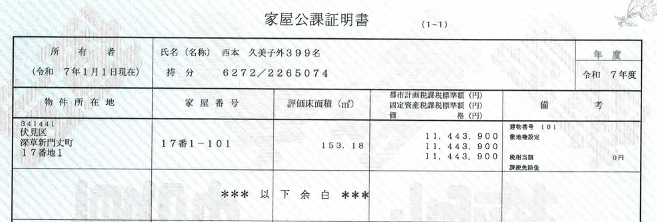 家屋公課証明書 (1-1)
所有者
(令和 7年1月1日現在)
氏名(名称) 西本 久美子外399名
持分 6272/2265074
年度
令和 7年度
物件所在地
家屋番号
評価床面積(㎡)
都市計画税課税標準額(円)
固定資産税課税標準額(円)
価格(円)
備考
341441
伏見区
深草新門丈町
17番地1
17番1-101
153.18
11,443,900
11,443,900
11,443,900
建物番号 101
敷地権設定
税相当額 0円
課税免除後
*** 以下余白 ***